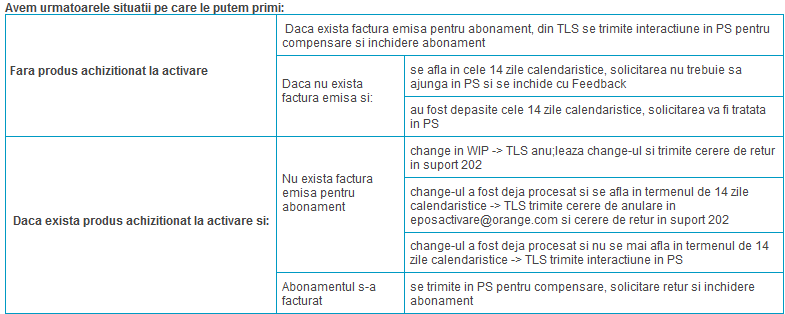 Avem urmatoarele situatii pe care le putem primi:
Fara produs achizitionat la activare
Daca exista factura emisa pentru abonament, din TLS se trimite interactiune in PS pentru
compensare si inchidere abonament
Daca nu exista
factura emisa si:
se afla in cele 14 zile calendaristice, solicitarea nu trebuie sa
ajunga in PS si se inchide cu Feedback
au fost depasite cele 14 zile calendaristice, solicitarea va fi tratata
in PS
Daca exista produs achizitionat la activare si:
Nu exista factura
emisa pentru
abonament
change in WIP -> TLS anu;leaza change-ul si trimite cerere de retur
in suport 202
change-ul a fost deja procesat si se afla in termenul de 14 zile
calendaristice -> TLS trimite cerere de anulare in
eposactivare@orange.com si cerere de retur in suport 202
change-ul a fost deja procesat si nu se mai afla in termenul de 14
zile calendaristice -> TLS trimite interactiune in PS
Abonamentul s-a
facturat
se trimite in PS pentru compensare, solicitare retur si inchidere
abonament